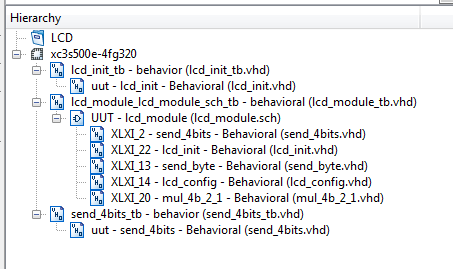 Hierarchy
LCD
xc3s500e-4fg320
lcd_init_tb - behavior (lcd_init_tb.vhd)
uut - lcd_init - Behavioral (lcd_init.vhd)
lcd_module_lcd_module_sch_tb - behavioral (lcd_module_tb.vhd)
UUT - lcd_module (lcd_module.sch)
XLXI_2 - send_4bits - Behavioral (send_4bits.vhd)
XLXI_22 - lcd_init - Behavioral (lcd_init.vhd)
XLXI_13 - send_byte - Behavioral (send_byte.vhd)
XLXI_14 - lcd_config - Behavioral (lcd_config.vhd)
XLXI_20 - mul_4b_2_1 - Behavioral (mul_4b_2_1.vhd)
send_4bits_tb - behavior (send_4bits_tb.vhd)
uut - send_4bits - Behavioral (send_4bits.vhd)